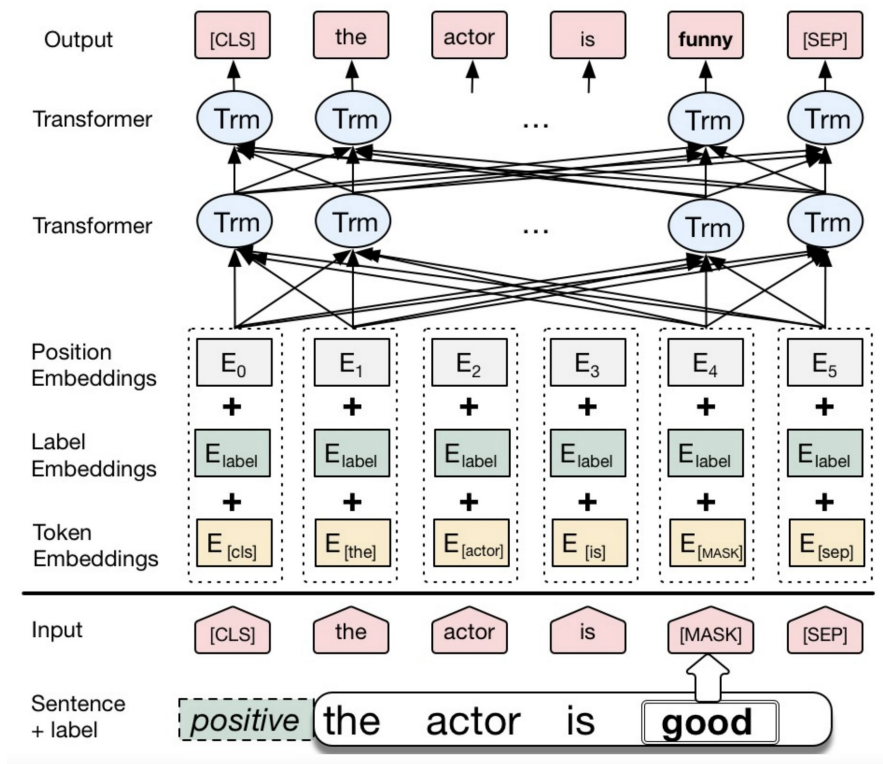 Output [CLS] the actor is funny [SEP]
Transformer Trm Trm ... Trm Trm
Transformer Trm Trm ... Trm Trm
Position Embeddings E0 E1 E2 E3 E4 E5
+ + + + + +
Label Embeddings Elabel Elabel Elabel Elabel Elabel Elabel
+ + + + + +
Token Embeddings E[cls] E[the] E[actor] E[is] E[MASK] E[sep]
Input [CLS] the actor is [MASK] [SEP]
Sentence + label positive the actor is good